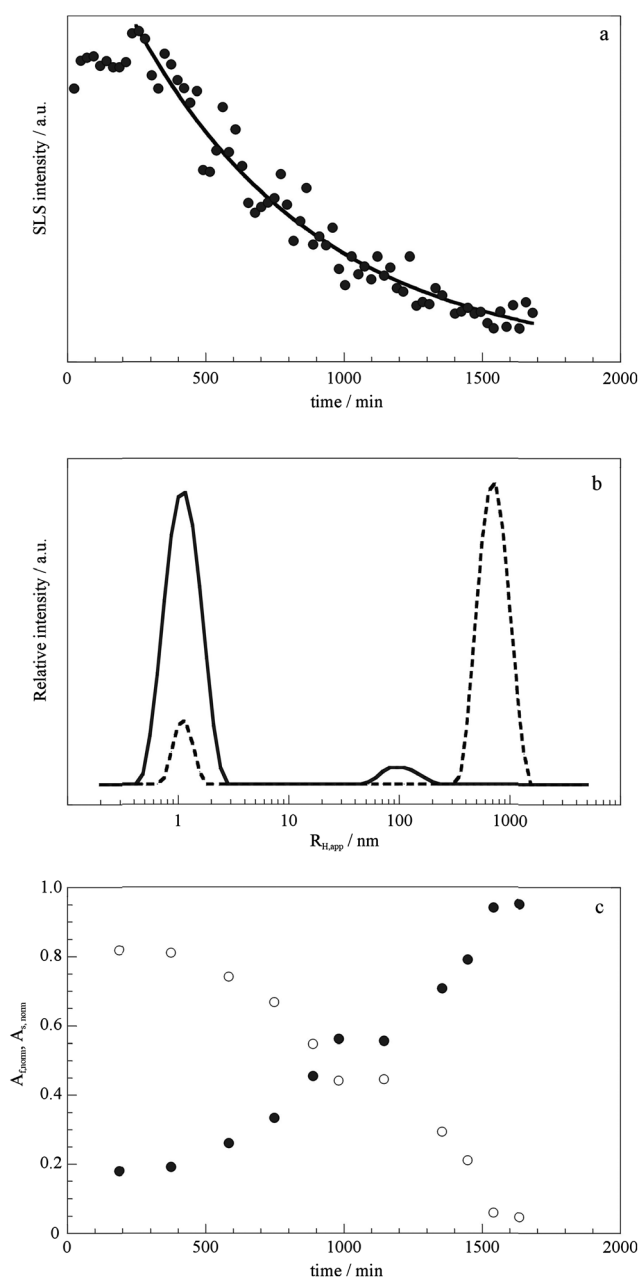 a
SLS intensity / a.u.
0 500 1000 1500 2000
time / min
b
Relative intensity / a.u.
1 10 100 1000
R_H,app / nm
c
1.0
0.8
0.6
0.4
0.2
0
A_f,norm, A_s, norm
0 500 1000 1500 2000
time / min